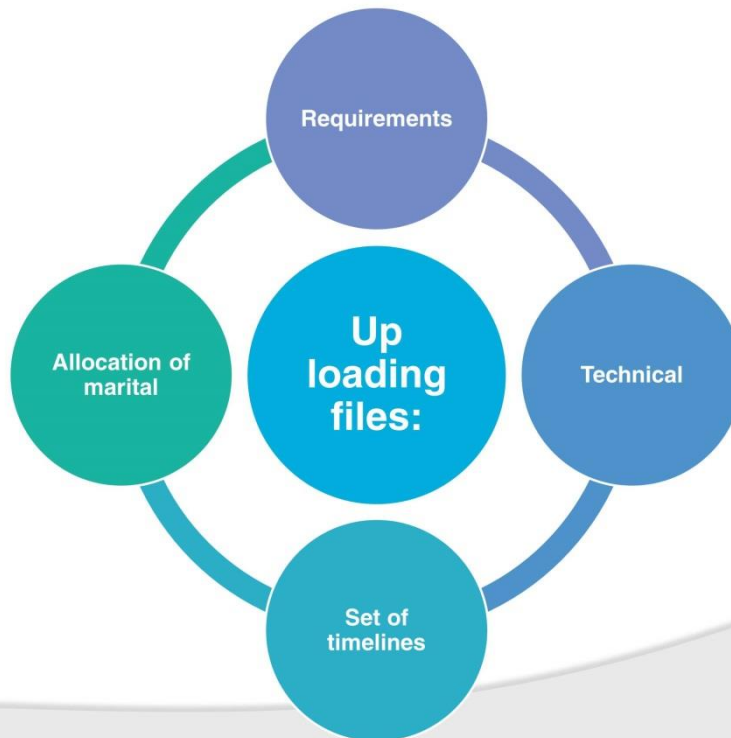 Requirements
Allocation of
marital
Up
loading
files:
Technical
Set of
timelines